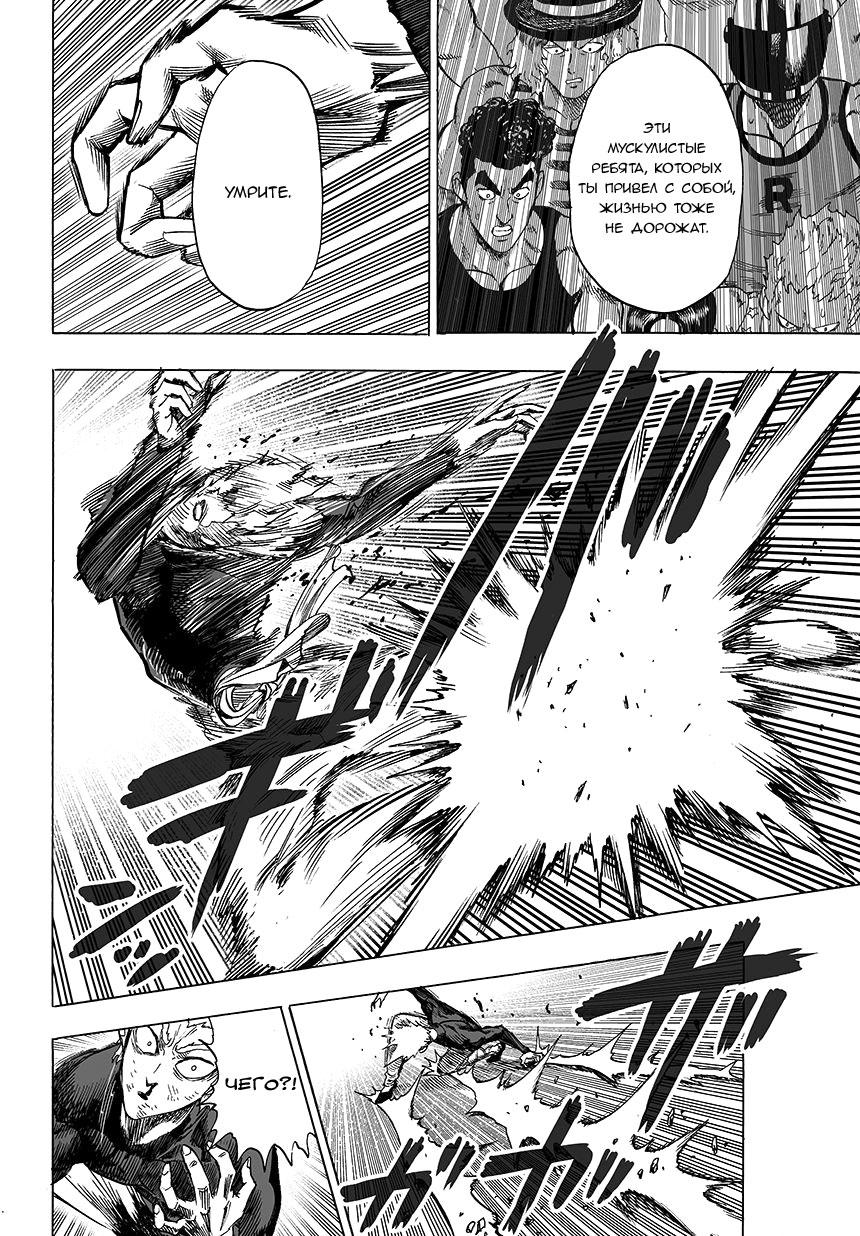 ЭТИ
МУСКУЛИСТЫЕ
РЕБЯТА, КОТОРЫХ
ТЫ ПРИВЕЛ С СОБОЙ,
ЖИЗНЬЮ ТОЖЕ
НЕ ДОРОЖАТ.
R
УМРИТЕ.
ЧЕГО?!